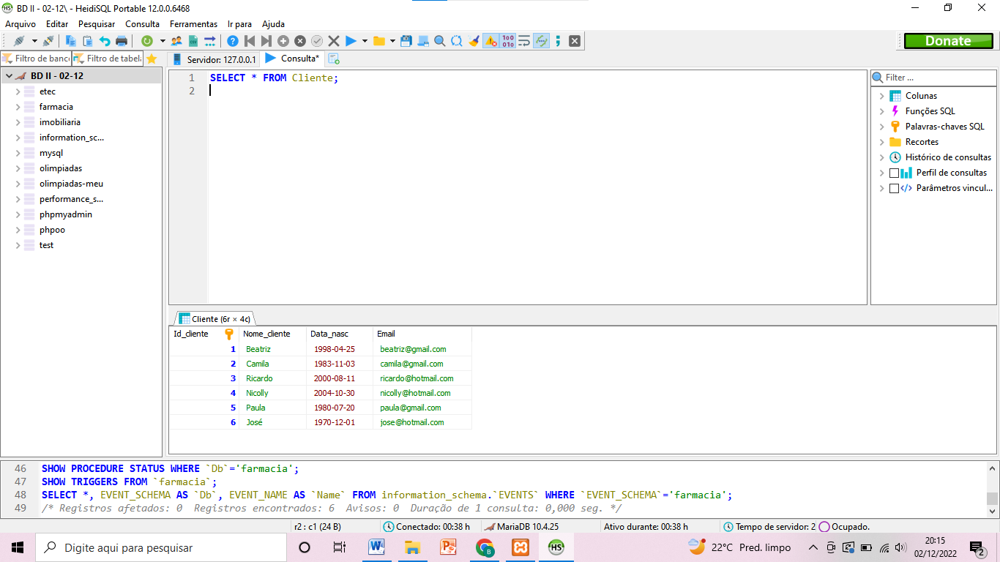 BD II - 02-12\ - HeidiSQL Portable 12.0.0.6468
Arquivo Editar Pesquisar Consulta Ferramentas Ir para Ajuda
Donate
Filtro de banc Filtro de tabela
Servidor: 127.0.0.1 Consulta*
BD II - 02-12
etec
farmacia
imobiliaria
information_sc...
mysql
olimpiadas
olimpiadas-meu
performance_s...
phpmyadmin
phpoo
test
1 SELECT * FROM Cliente;
2
Filter ...
Colunas
Funções SQL
Palavras-chaves SQL
Recortes
Histórico de consultas
Perfil de consultas
Parâmetros vincul...
Cliente (6r × 4c)
Id_cliente Nome_cliente Data_nasc Email
1 Beatriz 1998-04-25 beatriz@gmail.com
2 Camila 1983-11-03 camila@gmail.com
3 Ricardo 2000-08-11 ricardo@hotmail.com
4 Nicolly 2004-10-30 nicolly@hotmail.com
5 Paula 1980-07-20 paula@gmail.com
6 José 1970-12-01 jose@hotmail.com
46 SHOW PROCEDURE STATUS WHERE `Db`='farmacia';
47 SHOW TRIGGERS FROM `farmacia`;
48 SELECT *, EVENT_SCHEMA AS `Db`, EVENT_NAME AS `Name` FROM information_schema.`EVENTS` WHERE `EVENT_SCHEMA`='farmacia';
49 /* Registros afetados: 0 Registros encontrados: 6 Avisos: 0 Duração de 1 consulta: 0,000 seg. */
r2 : c1 (24 B) Conectado: 00:38 h MariaDB 10.4.25 Ativo durante: 00:38 h Tempo de servidor: 2 Ocupado.
Digite aqui para pesquisar 22°C Pred. limpo 20:15
02/12/2022 2